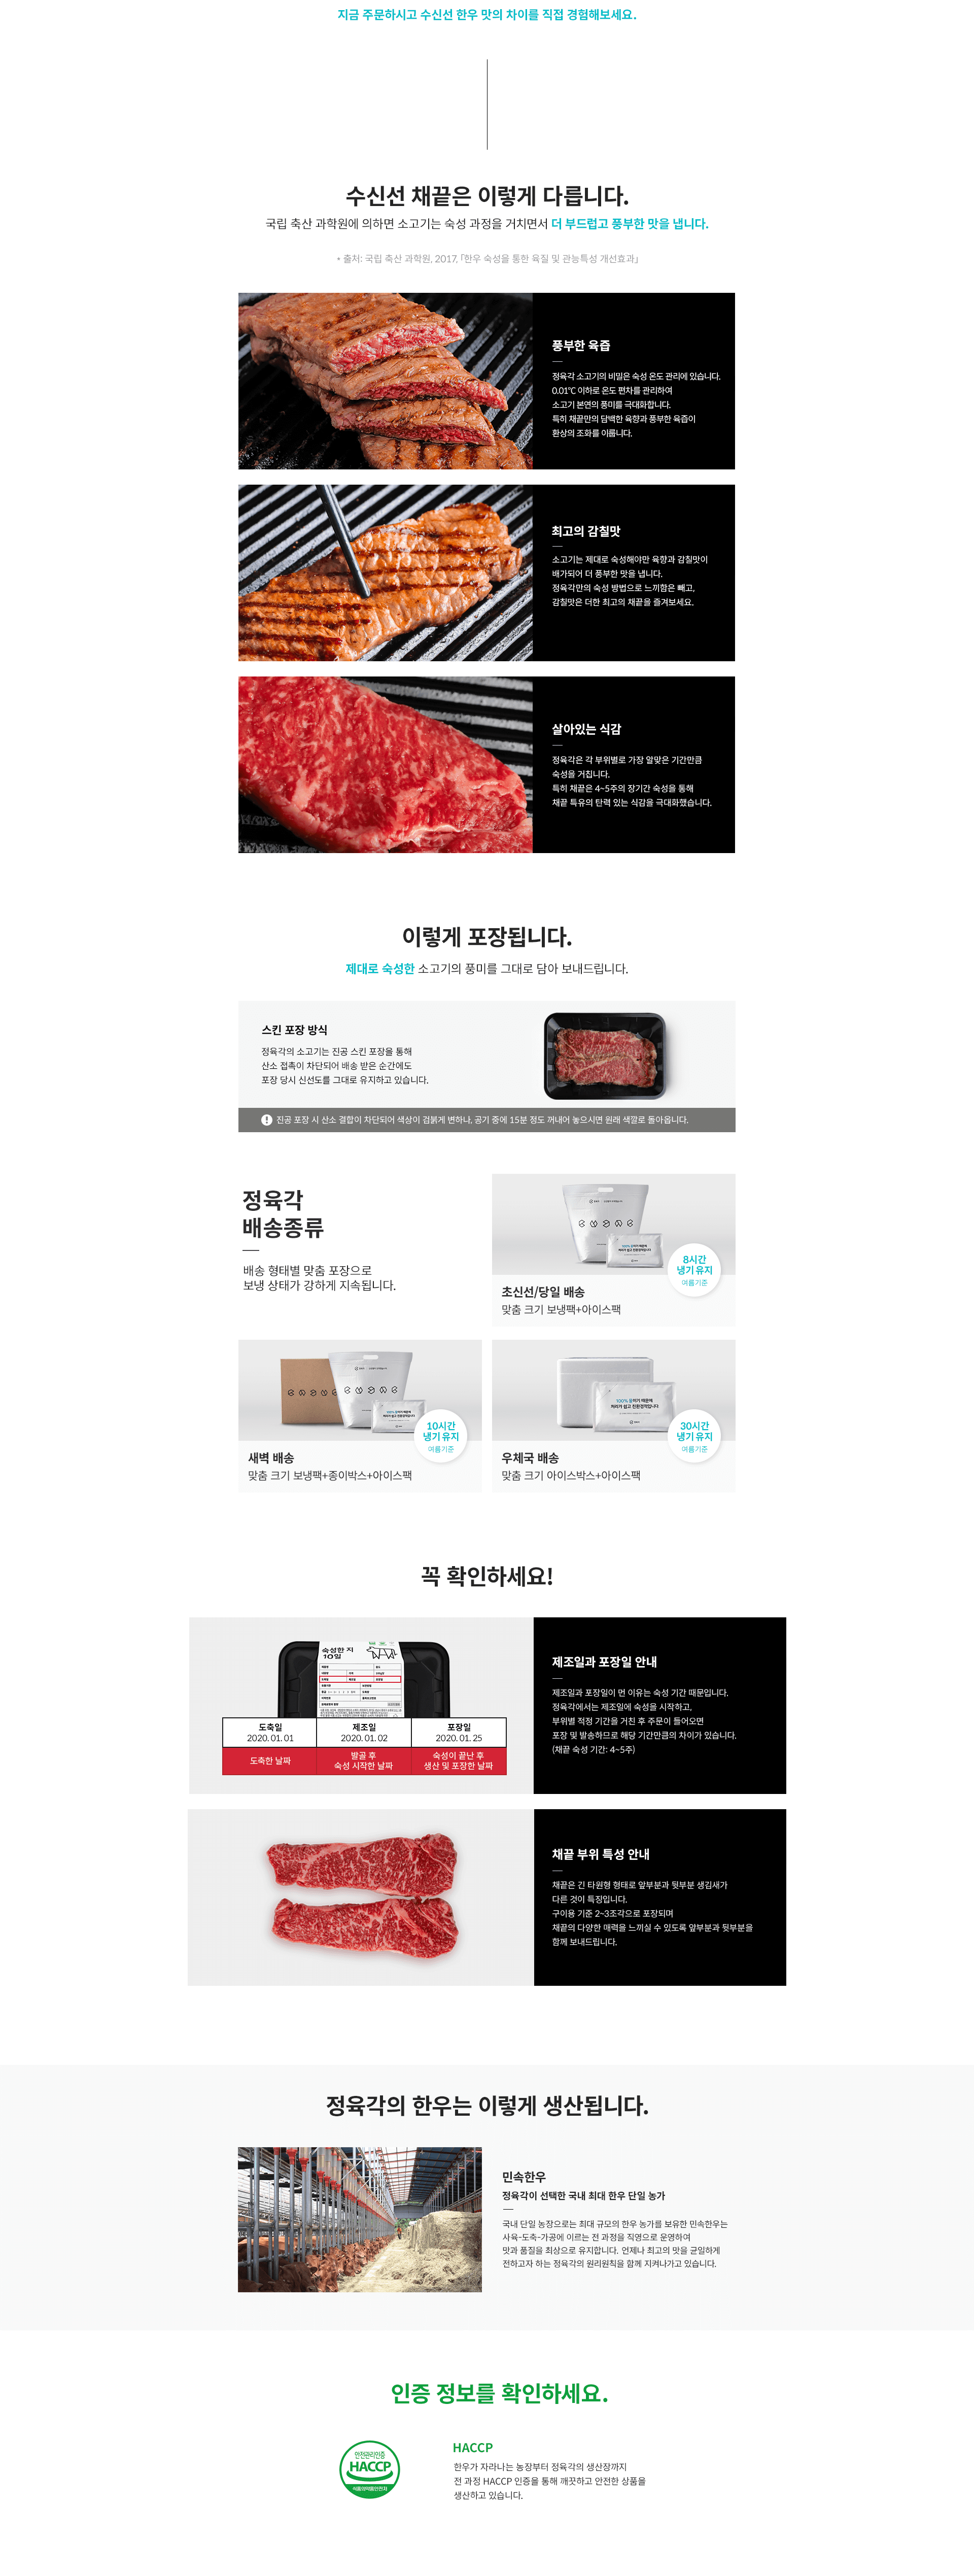 지금 주문하시고 수신선 한우 맛의 차이를 직접 경험해보세요.
수신선 채끝은 이렇게 다릅니다.
국립 축산 과학원에 의하면 소고기는 숙성 과정을 거치면서 더 부드럽고 풍부한 맛을 냅니다.
* 출처: 국립 축산 과학원, 2017, 「한우 숙성을 통한 육질 및 관능특성 개선효과」
풍부한 육즙
정육각 소고기의 비밀은 숙성 온도 관리에 있습니다.
0.01℃ 이하로 온도 편차를 관리하여
소고기 본연의 풍미를 극대화합니다.
특히 채끝만의 담백한 육향과 풍부한 육즙이
환상의 조화를 이룹니다.
최고의 감칠맛
소고기는 제대로 숙성해야만 육향과 감칠맛이
배가되어 더 풍부한 맛을 냅니다.
정육각만의 숙성 방법으로 느끼함은 빼고,
감칠맛은 더한 최고의 채끝을 즐겨보세요.
살아있는 식감
정육각은 각 부위별로 가장 알맞은 기간만큼
숙성을 거칩니다.
특히 채끝은 4~5주의 장기간 숙성을 통해
채끝 특유의 탄력 있는 식감을 극대화했습니다.
이렇게 포장됩니다.
제대로 숙성한 소고기의 풍미를 그대로 담아 보내드립니다.
스킨 포장 방식
정육각의 소고기는 진공 스킨 포장을 통해
산소 접촉이 차단되어 배송 받은 순간에도
포장 당시 신선도를 그대로 유지하고 있습니다.
! 진공 포장 시 산소 결합이 차단되어 색상이 검붉게 변하나, 공기 중에 15분 정도 꺼내어 놓으시면 원래 색깔로 돌아옵니다.
정육각
배송종류
배송 형태별 맞춤 포장으로
보냉 상태가 강하게 지속됩니다.
8시간
냉기 유지
여름기준
초신선/당일 배송
맞춤 크기 보냉팩+아이스팩
10시간
냉기 유지
여름기준
새벽 배송
맞춤 크기 보냉팩+종이박스+아이스팩
30시간
냉기 유지
여름기준
우체국 배송
맞춤 크기 아이스박스+아이스팩
꼭 확인하세요!
숙성한 지
10일
도축일 제조일 포장일
2020. 01. 01 2020. 01. 02 2020. 01. 25
도축한 날짜
발골 후
숙성 시작한 날짜
숙성이 끝난 후
생산 및 포장한 날짜
제조일과 포장일 안내
제조일과 포장일이 먼 이유는 숙성 기간 때문입니다.
정육각에서는 제조일에 숙성을 시작하고,
부위별 적정 기간을 거친 후 주문이 들어오면
포장 및 발송하므로 해당 기간만큼의 차이가 있습니다.
(채끝 숙성 기간: 4~5주)
채끝 부위 특성 안내
채끝은 긴 타원형 형태로 앞부분과 뒷부분 생김새가
다른 것이 특징입니다.
구이용 기준 2~3조각으로 포장되며
채끝의 다양한 매력을 느끼실 수 있도록 앞부분과 뒷부분을
함께 보내드립니다.
정육각의 한우는 이렇게 생산됩니다.
민속한우
정육각이 선택한 국내 최대 한우 단일 농가
국내 단일 농장으로는 최대 규모의 한우 농가를 보유한 민속한우는
사육-도축-가공에 이르는 전 과정을 직영으로 운영하여
맛과 품질을 최상으로 유지합니다. 언제나 최고의 맛을 균일하게
전하고자 하는 정육각의 원리원칙을 함께 지켜나가고 있습니다.
인증 정보를 확인하세요.
안전관리인증
HACCP
식품의약품안전처
HACCP
한우가 자라나는 농장부터 정육각의 생산장까지
전 과정 HACCP 인증을 통해 깨끗하고 안전한 상품을
생산하고 있습니다.